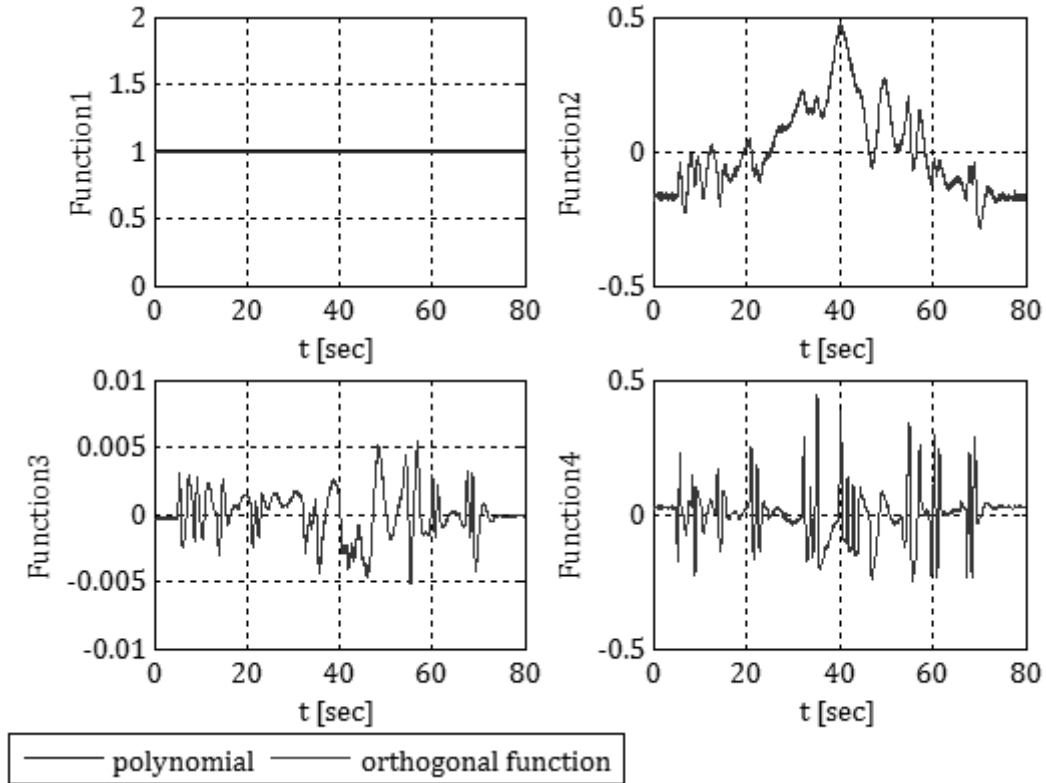 2
1.5
1
0.5
0
Function1
0 20 40 60 80
t [sec]
0.5
0
-0.5
Function2
0 20 40 60 80
t [sec]
0.01
0.005
0
-0.005
-0.01
Function3
0 20 40 60 80
t [sec]
0.5
0
-0.5
Function4
0 20 40 60 80
t [sec]
polynomial orthogonal function